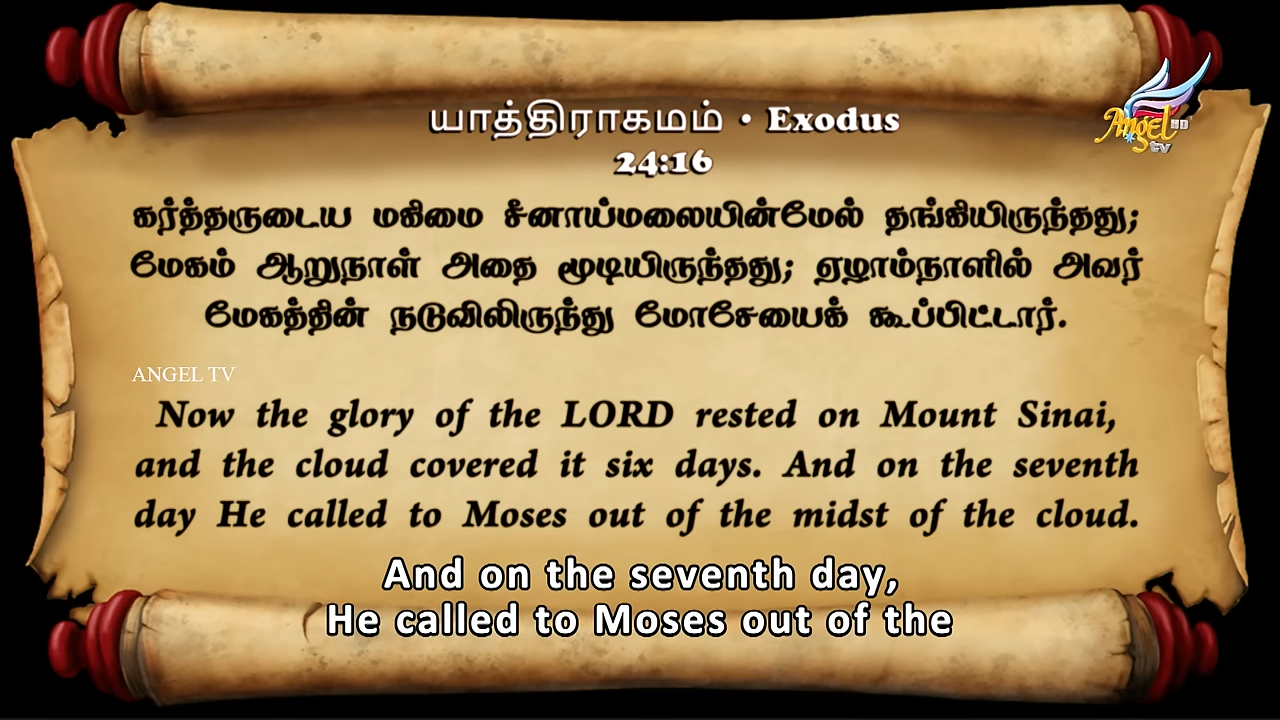 யாத்திராகமம் • Exodus
24:16
Angel HD
tv
கர்த்தருடைய மகிமை சீனாய்மலையின்மேல் தங்கியிருந்தது;
மேகம் ஆறுநாள் அதை மூடியிருந்தது; ஏழாம்நாளில் அவர்
மேகத்தின் நடுவிலிருந்து மோசேயைக் கூப்பிட்டார்.
ANGEL TV
Now the glory of the LORD rested on Mount Sinai,
and the cloud covered it six days. And on the seventh
day He called to Moses out of the midst of the cloud.
And on the seventh day,
He called to Moses out of the